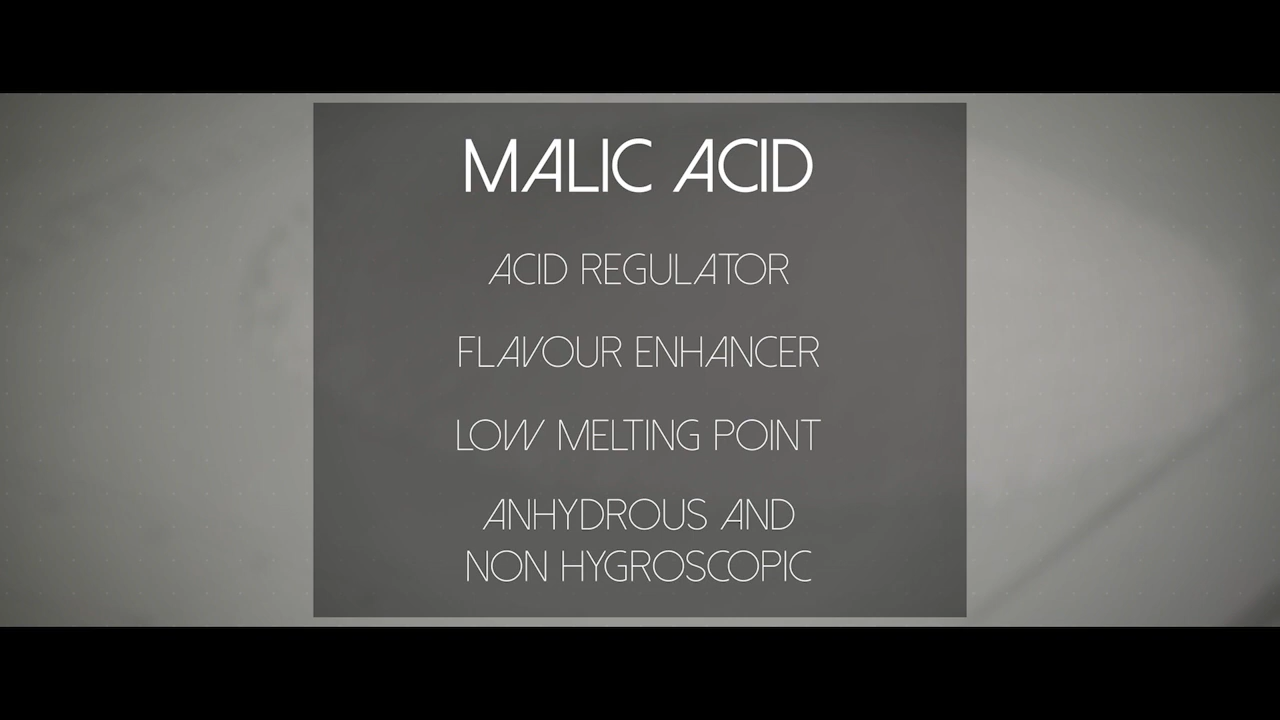 MALIC ACID
ACID REGULATOR
FLAVOUR ENHANCER
LOW MELTING POINT
ANHYDROUS AND
NON HYGROSCOPIC